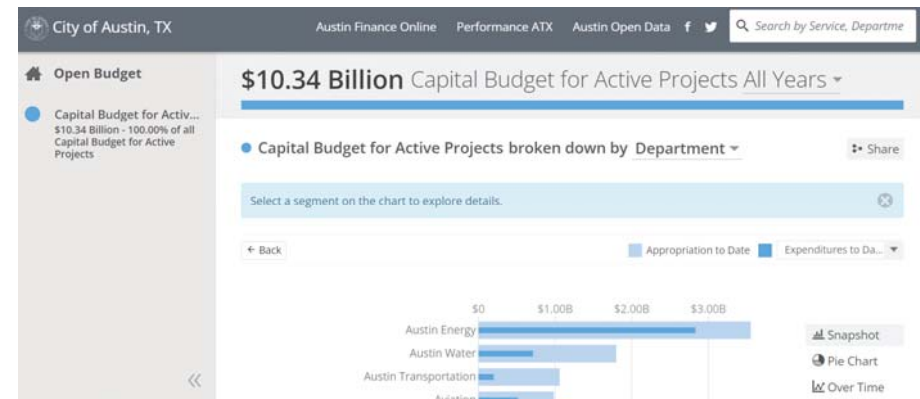 City of Austin, TX
Austin Finance Online Performance ATX Austin Open Data f
Search by Service, Departme
Open Budget
Capital Budget for Activ...
$10.34 Billion - 100.00% of all
Capital Budget for Active
Projects
$10.34 Billion Capital Budget for Active Projects All Years
Capital Budget for Active Projects broken down by Department
Share
Select a segment on the chart to explore details.
Back
Appropriation to Date
Expenditures to Da...
$0 $1.00B $2.00B $3.00B
Austin Energy
Austin Water
Austin Transportation
Aviation
Snapshot
Pie Chart
Over Time